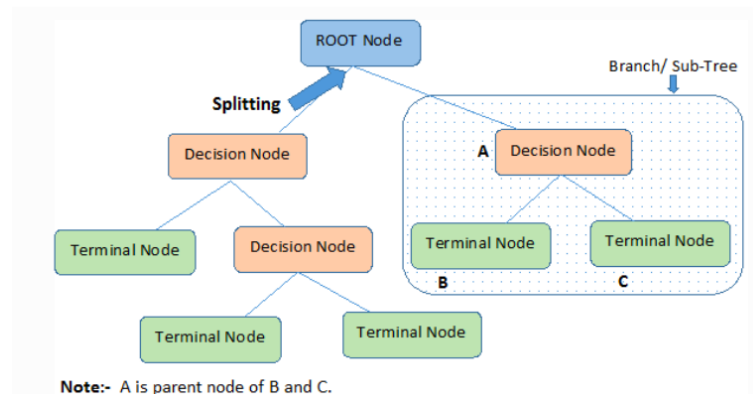 ROOT Node
Branch/ Sub-Tree
Splitting
Decision Node
A
Decision Node
Terminal Node
Decision Node
Terminal Node
Terminal Node
B
C
Terminal Node
Terminal Node
Note:- A is parent node of B and C.